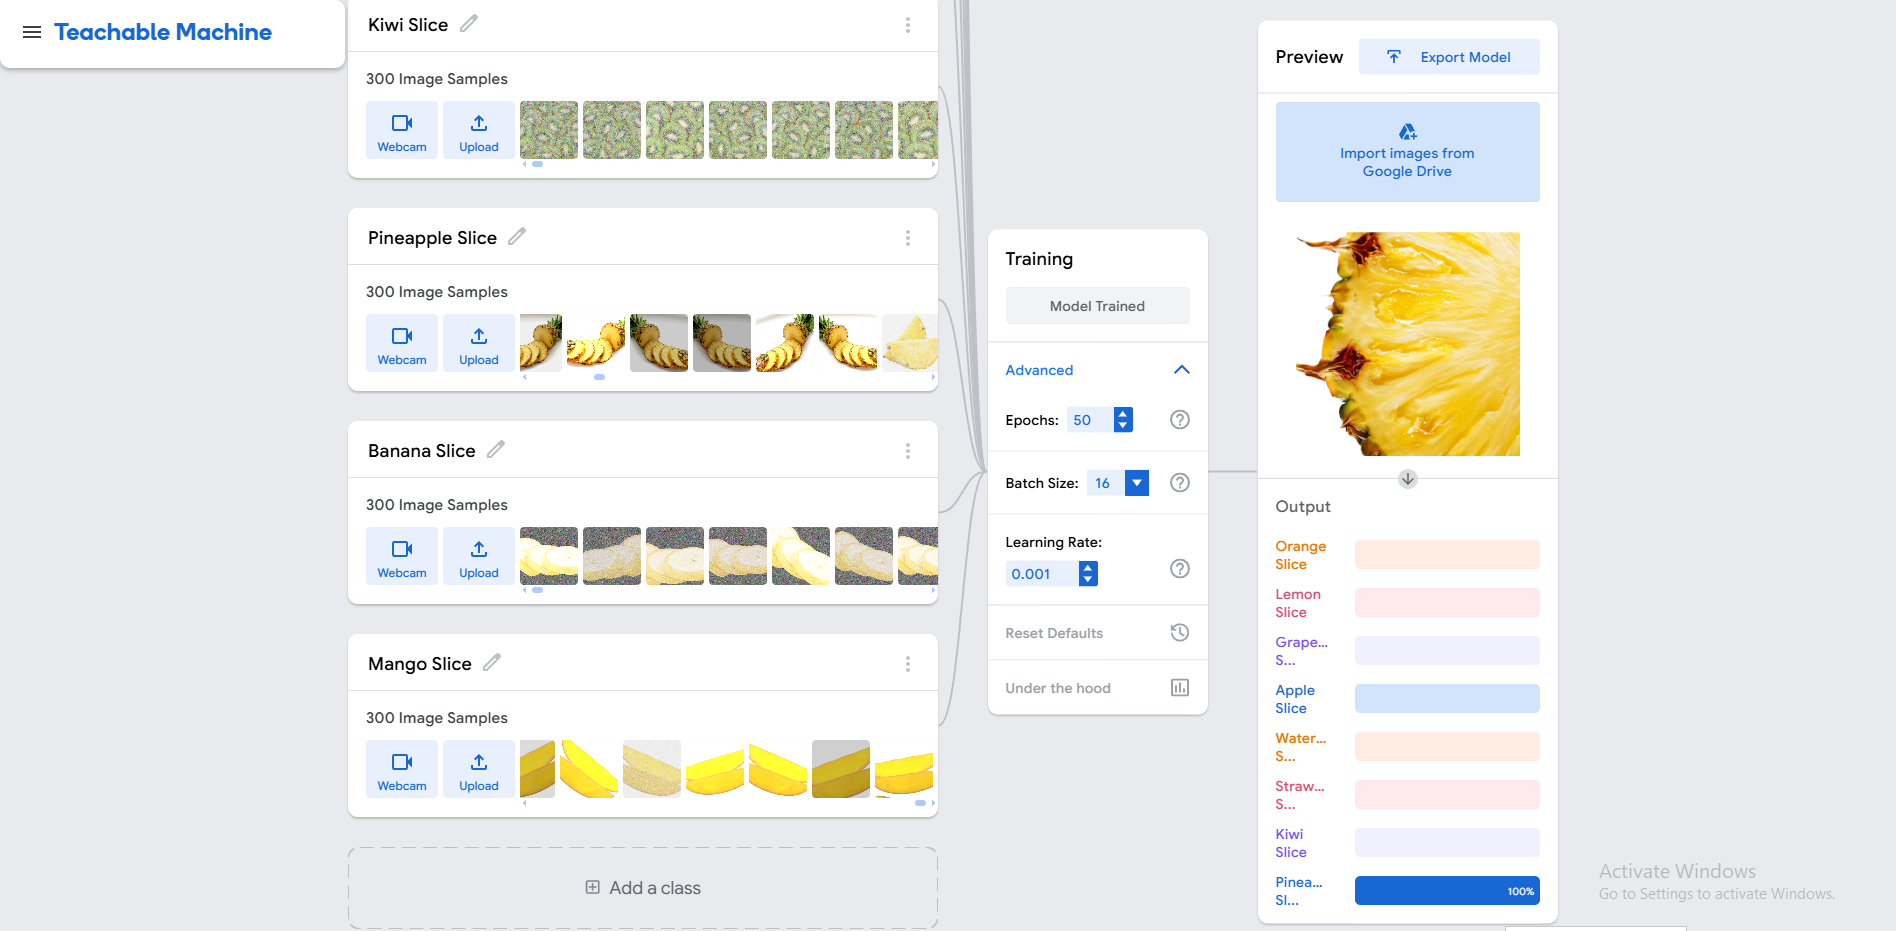 Teachable Machine
Kiwi Slice
300 Image Samples
Webcam
Upload
Pineapple Slice
300 Image Samples
Webcam
Upload
Banana Slice
300 Image Samples
Webcam
Upload
Mango Slice
300 Image Samples
Webcam
Upload
Add a class
Training
Model Trained
Advanced
Epochs: 50
Batch Size: 16
Learning Rate:
0.001
Reset Defaults
Under the hood
Preview
Export Model
Import images from
Google Drive
Output
Orange
Slice
Lemon
Slice
Grape...
S...
Apple
Slice
Water...
S...
Straw...
S...
Kiwi
Slice
Pinea...
Sl...
100%
Activate Windows
Go to Settings to activate Windows.